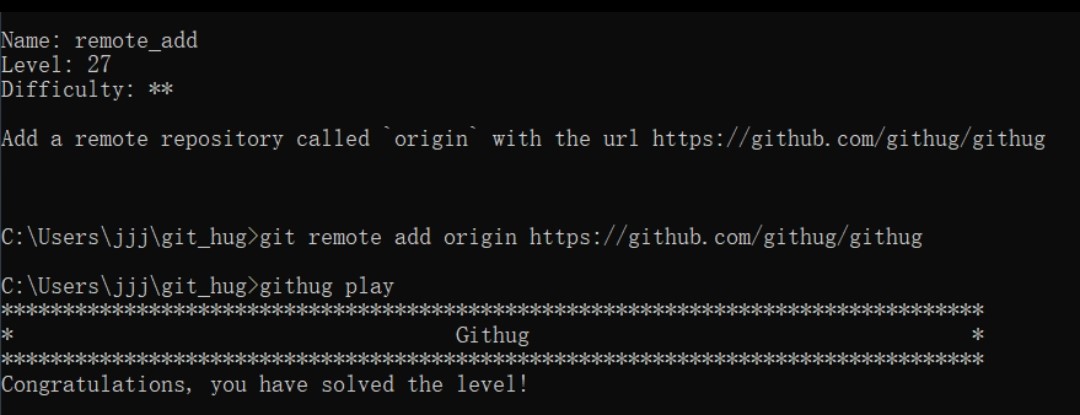 Name: remote_add
Level: 27
Difficulty: **
Add a remote repository called `origin` with the url https://github.com/githug/githug
C:\Users\jjj\git_hug>git remote add origin https://github.com/githug/githug
C:\Users\jjj\git_hug>githug play
********************************************************************************
*                                    Githug                                    *
********************************************************************************
Congratulations, you have solved the level!